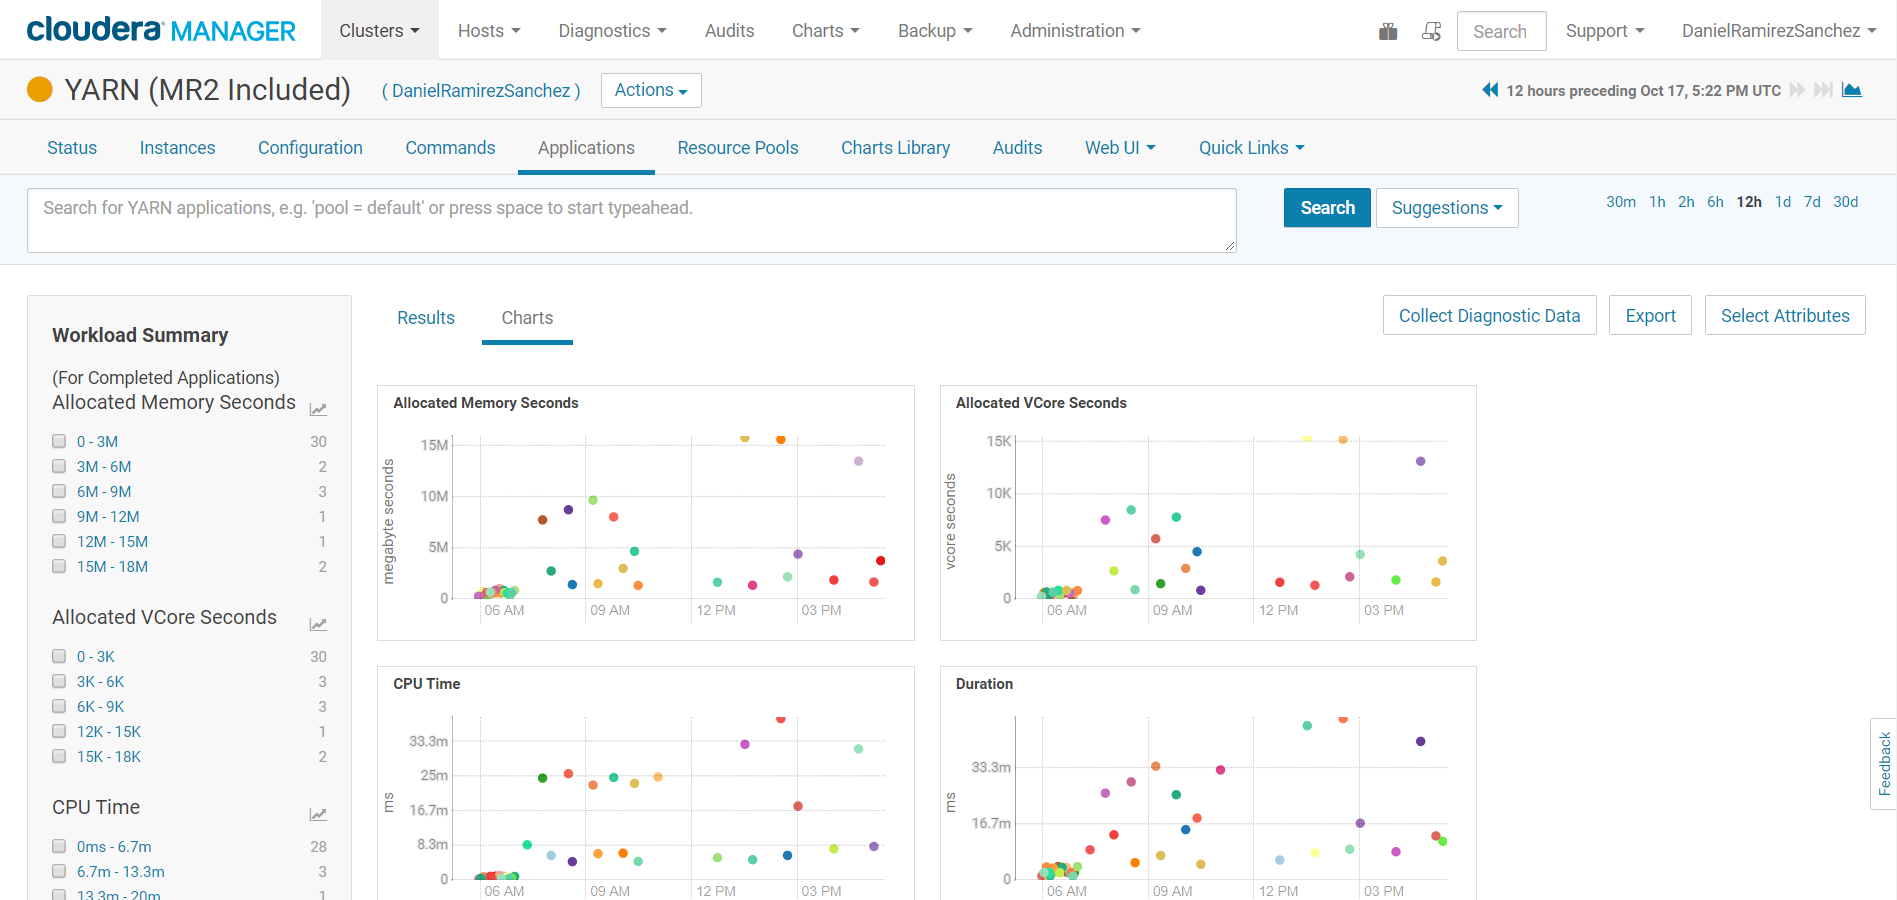 cloudera MANAGER
Clusters
Hosts
Diagnostics
Audits
Charts
Backup
Administration
Search
Support
DanielRamirezSanchez
YARN (MR2 Included)
( DanielRamirezSanchez )
Actions
12 hours preceding Oct 17, 5:22 PM UTC
Status
Instances
Configuration
Commands
Applications
Resource Pools
Charts Library
Audits
Web UI
Quick Links
Search for YARN applications, e.g. 'pool = default' or press space to start typeahead.
Search
Suggestions
30m 1h 2h 6h 12h 1d 7d 30d
Workload Summary
(For Completed Applications)
Allocated Memory Seconds
0 - 3M 30
3M - 6M 2
6M - 9M 3
9M - 12M 1
12M - 15M 1
15M - 18M 2
Allocated VCore Seconds
0 - 3K 30
3K - 6K 3
6K - 9K 3
12K - 15K 1
15K - 18K 2
CPU Time
0ms - 6.7m 28
6.7m - 13.3m 3
13.3m - 20m 1
Results
Charts
Collect Diagnostic Data
Export
Select Attributes
Allocated Memory Seconds
megabyte seconds
15M
10M
5M
0
06 AM 09 AM 12 PM 03 PM
Allocated VCore Seconds
vcore seconds
15K
10K
5K
0
06 AM 09 AM 12 PM 03 PM
CPU Time
ms
33.3m
25m
16.7m
8.3m
0
06 AM 09 AM 12 PM 03 PM
Duration
ms
33.3m
16.7m
0
06 AM 09 AM 12 PM 03 PM
Feedback